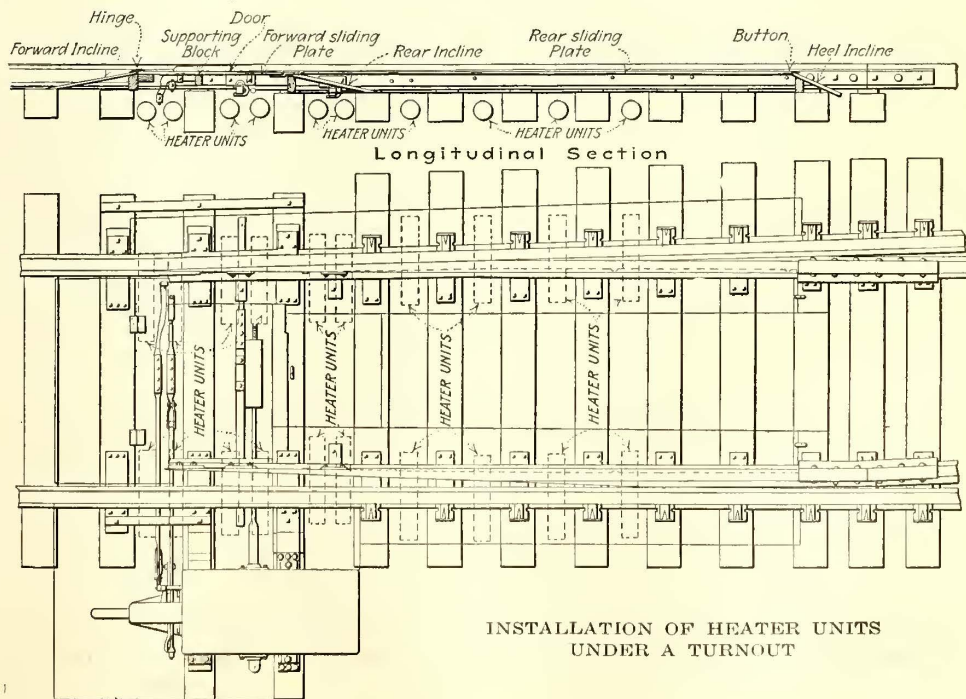 Hinge
Door
Forward Incline
Supporting
Block
Forward sliding
Plate
Rear Incline
Rear sliding
Plate
Button
Heel Incline
HEATER UNITS
HEATER UNITS
HEATER UNITS
Longitudinal Section
HEATER UNITS
HEATER UNITS
HEATER UNITS
HEATER UNITS
INSTALLATION OF HEATER UNITS
UNDER A TURNOUT